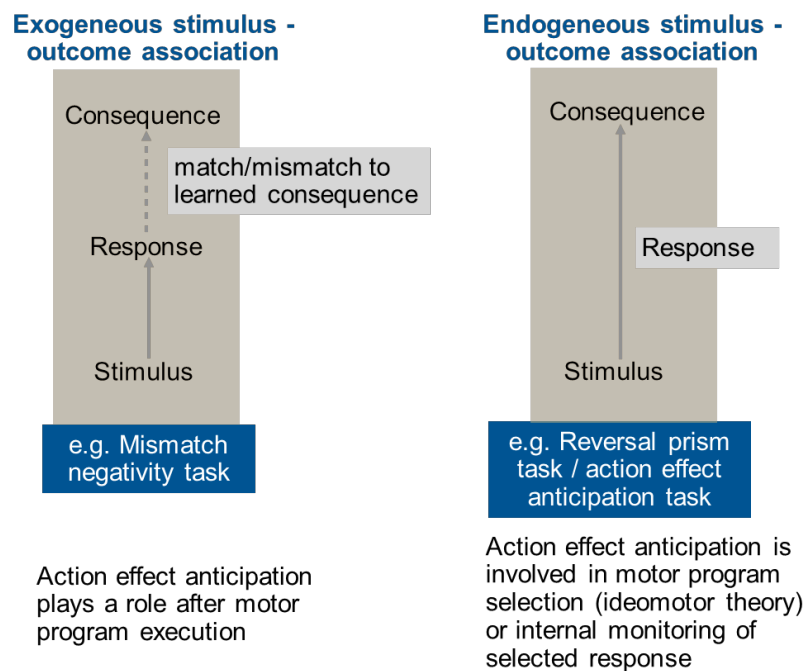 Exogeneous stimulus -
outcome association
Consequence
match/mismatch to
learned consequence
Response
Stimulus
e.g. Mismatch
negativity task
Action effect anticipation
plays a role after motor
program execution
Endogeneous stimulus -
outcome association
Consequence
Response
Stimulus
e.g. Reversal prism
task / action effect
anticipation task
Action effect anticipation is
involved in motor program
selection (ideomotor theory)
or internal monitoring of
selected response